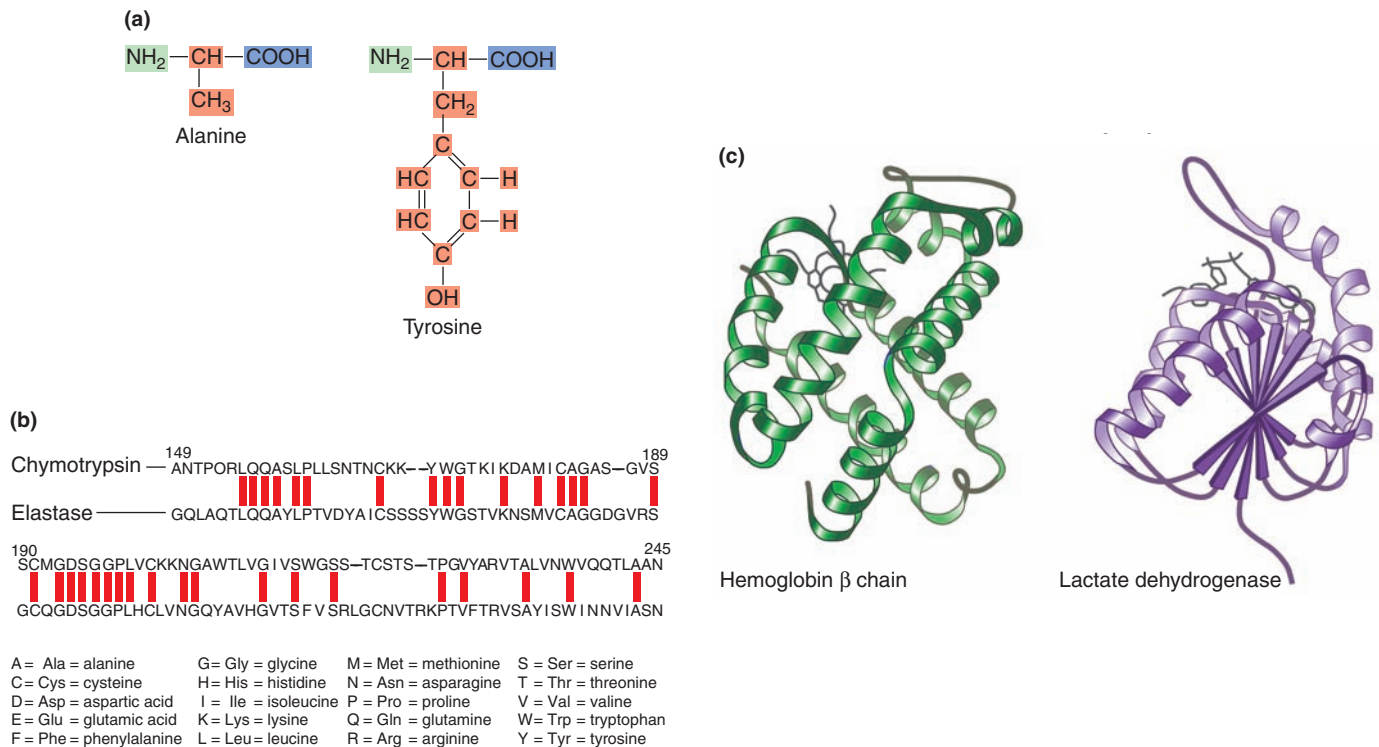 (a)
NH₂ CH COOH
CH₃
Alanine
NH₂ CH COOH
CH₂
C
HC C H
HC C H
C
OH
Tyrosine
(b)
149 189
Chymotrypsin ANTPORLQQASLPLLSNTNCKK--YWGTKIKDAMICAGAS-GVS
Elastase GQLAQTLQQAYLPTVDYAICSSSSYWGSTVKNSMVCAGGDGVRS
190 245
SCMGDSGGPLVCKKNGAWTLVGIVSWGSS-TCSTS-TPGVYARVTALVNWVQQTLAAN
GCQGDSGGPLHCLVNGQYAVHGVTSFVSRLGCNVTRKPTVFTRVSAYISWINNVIASN
A = Ala = alanine G = Gly = glycine M = Met = methionine S = Ser = serine
C = Cys = cysteine H = His = histidine N = Asn = asparagine T = Thr = threonine
D = Asp = aspartic acid I = Ile = isoleucine P = Pro = proline V = Val = valine
E = Glu = glutamic acid K = Lys = lysine Q = Gln = glutamine W = Trp = tryptophan
F = Phe = phenylalanine L = Leu = leucine R = Arg = arginine Y = Tyr = tyrosine
(c)
Hemoglobin β chain
Lactate dehydrogenase